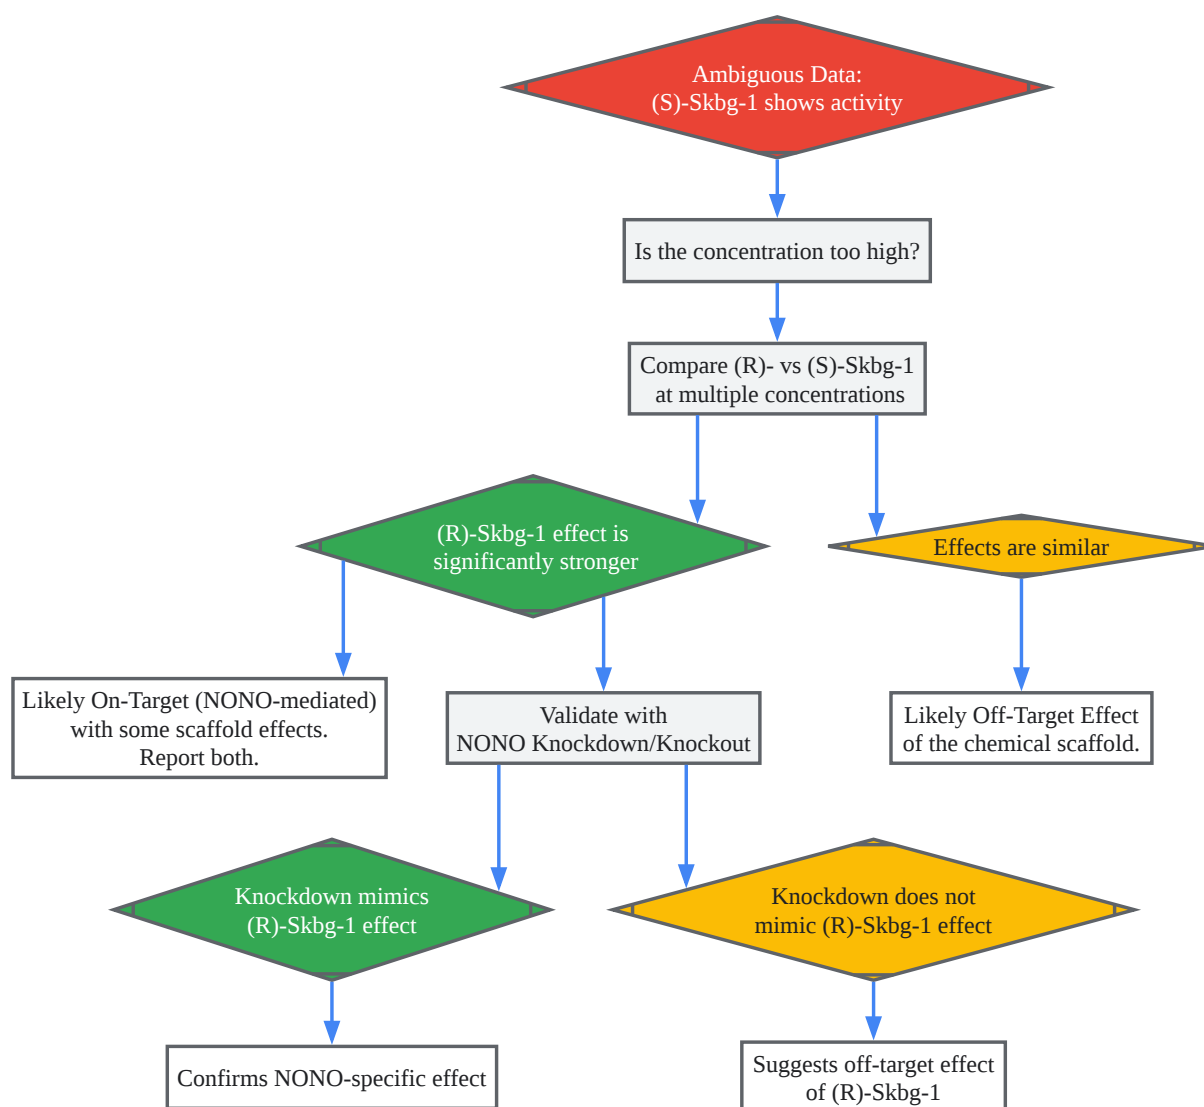 Ambiguous Data:
(S)-Skbg-1 shows activity
Is the concentration too high?
Compare (R)- vs (S)-Skbg-1
at multiple concentrations
(R)-Skbg-1 effect is
significantly stronger
Effects are similar
Likely On-Target (NONO-mediated)
with some scaffold effects.
Report both.
Validate with
NONO Knockdown/Knockout
Likely Off-Target Effect
of the chemical scaffold.
Knockdown mimics
(R)-Skbg-1 effect
Knockdown does not
mimic (R)-Skbg-1 effect
Confirms NONO-specific effect
Suggests off-target effect
of (R)-Skbg-1